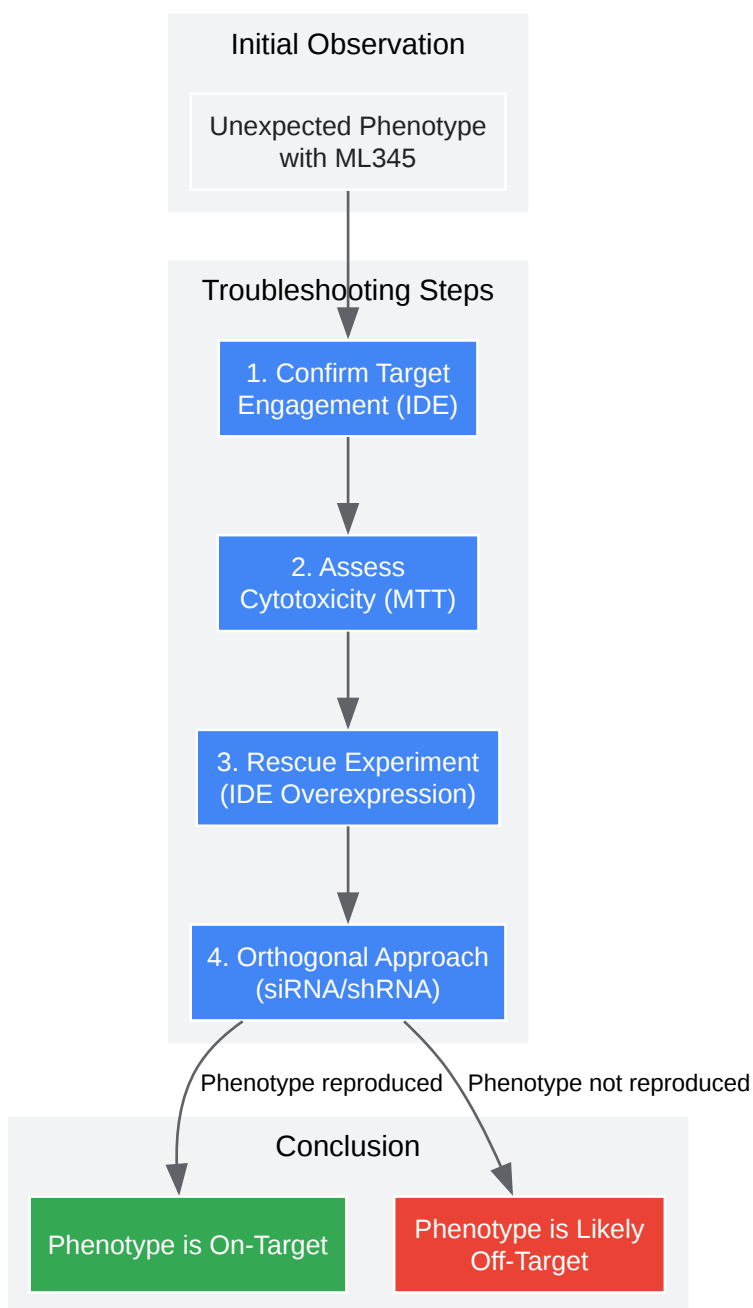 Initial Observation
Unexpected Phenotype
with ML345
Troubleshooting Steps
1. Confirm Target
Engagement (IDE)
2. Assess
Cytotoxicity (MTT)
3. Rescue Experiment
(IDE Overexpression)
4. Orthogonal Approach
(siRNA/shRNA)
Phenotype reproduced
Phenotype not reproduced
Conclusion
Phenotype is On-Target
Phenotype is Likely
Off-Target